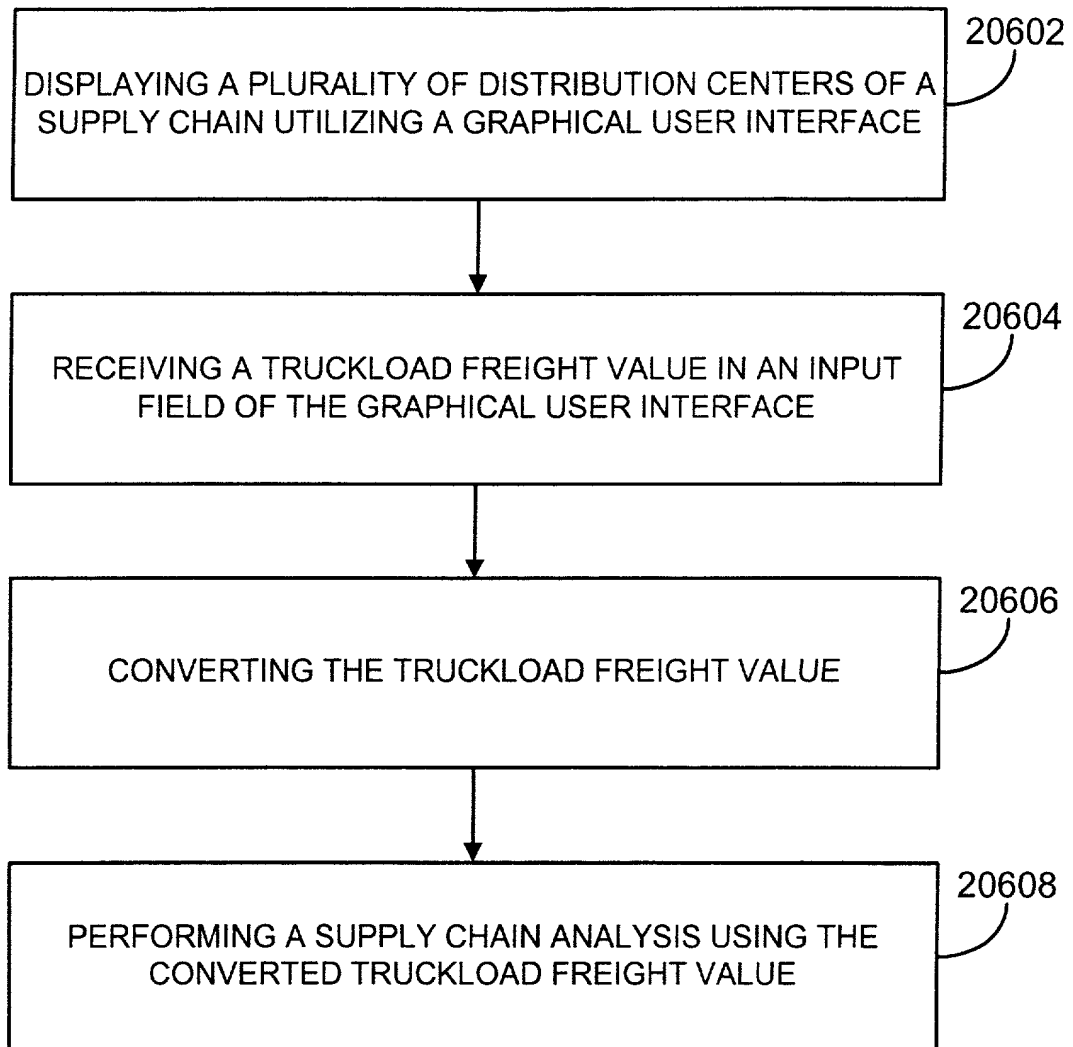 20602
DISPLAYING A PLURALITY OF DISTRIBUTION CENTERS OF A
SUPPLY CHAIN UTILIZING A GRAPHICAL USER INTERFACE
20604
RECEIVING A TRUCKLOAD FREIGHT VALUE IN AN INPUT
FIELD OF THE GRAPHICAL USER INTERFACE
20606
CONVERTING THE TRUCKLOAD FREIGHT VALUE
20608
PERFORMING A SUPPLY CHAIN ANALYSIS USING THE
CONVERTED TRUCKLOAD FREIGHT VALUE